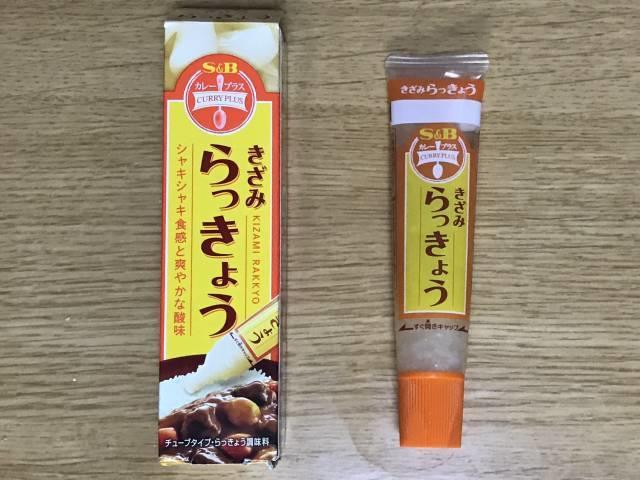 S&B
カレープラス
CURRY PLUS
きざみ
らっきょう
KIZAMI RAKKYO
シャキシャキ食感と爽やかな酸味
チューブタイプ・らっきょう調味料
きざみらっきょう
S&B
カレープラス
CURRY PLUS
きざみ
らっきょう
すぐ開きキャップ